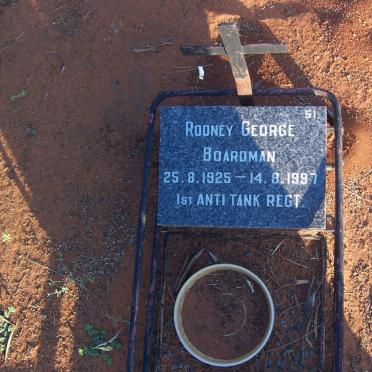 51.
RODNEY GEORGE
BOARDMAN
25.8.1925 - 14.8.1997
1ST ANTI TANK REGT